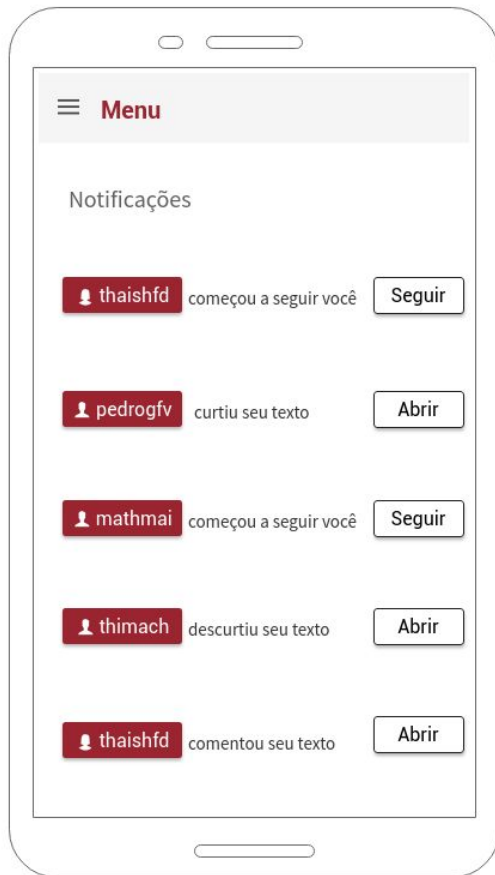 Menu
Notificações
thaishfd começou a seguir você Seguir
pedrogfv curtiu seu texto Abrir
mathmai começou a seguir você Seguir
thimach descurtiu seu texto Abrir
thaishfd comentou seu texto Abrir